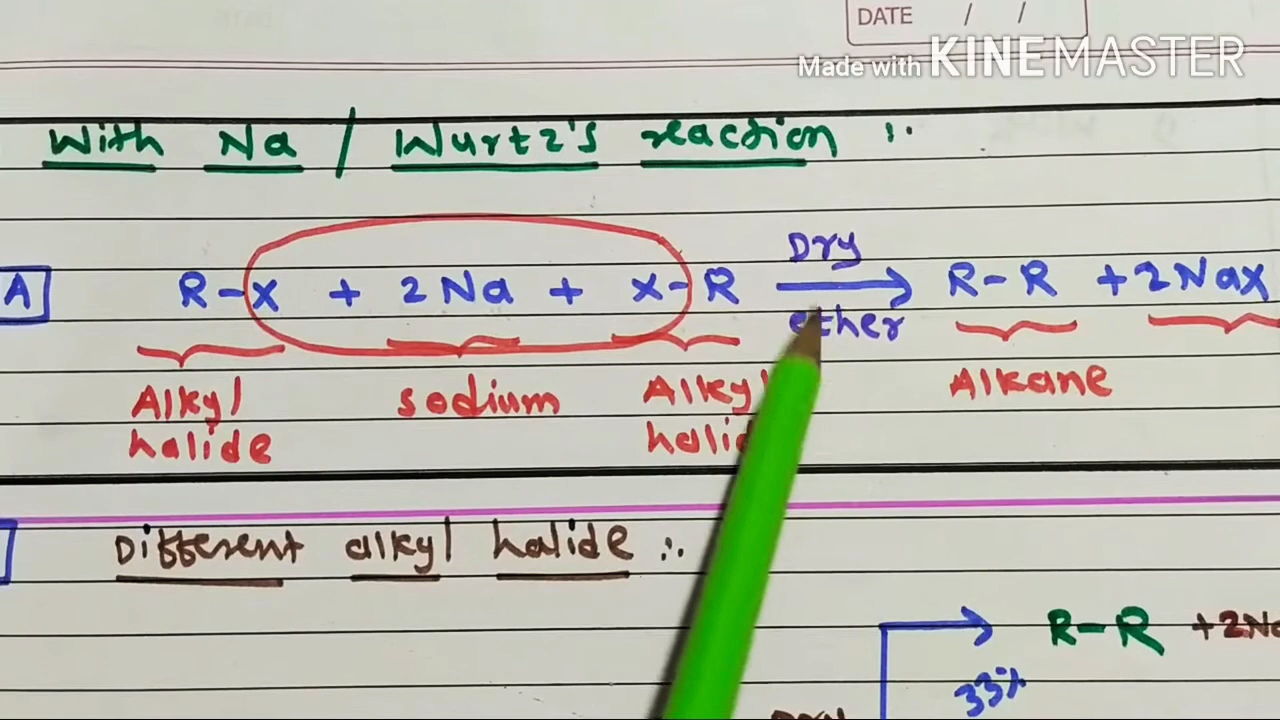 DATE / /
Made with KINEMASTER
With Na / Wurtz's reaction :.
A R-X + 2Na + X-R Dry ether → R-R + 2NaX
Alkyl halide sodium Alkyl Alkane
Different alkyl halide :.
R-R +2Na
33%